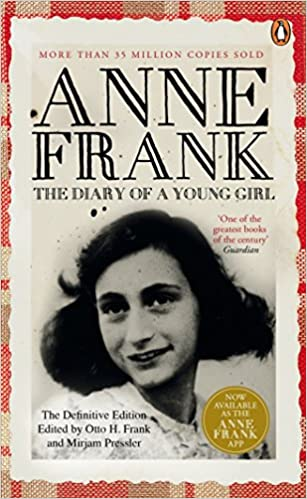 MORE THAN 35 MILLION COPIES SOLD
ANNE
FRANK
THE DIARY OF A YOUNG GIRL
'One of the
greatest books
of the century'
Guardian
The Definitive Edition
Edited by Otto H. Frank
and Mirjam Pressler
NOW
AVAILABLE
AS THE
ANNE
FRANK
APP